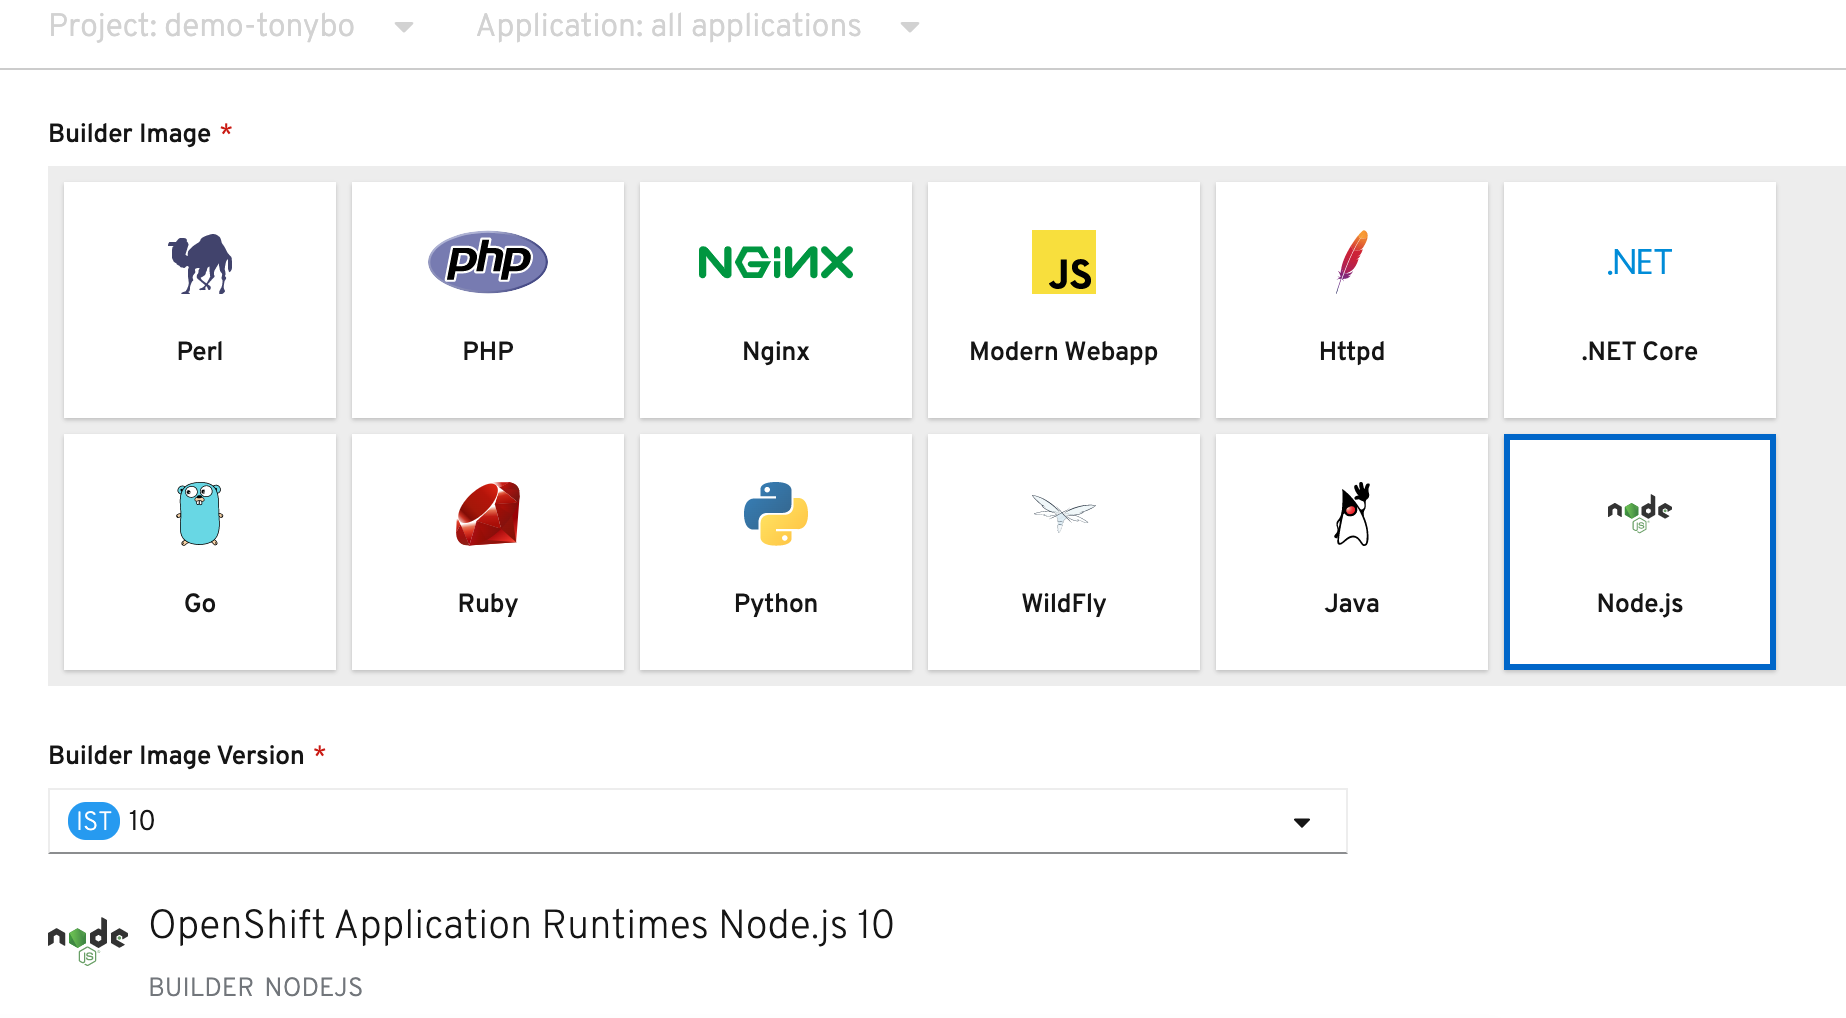 Project: demo-tonybo Application: all applications
Builder Image *
php NGINX JS .NET
Perl PHP Nginx Modern Webapp Httpd .NET Core
node JS
Go Ruby Python WildFly Java Node.js
Builder Image Version *
IST 10
node JS OpenShift Application Runtimes Node.js 10
BUILDER NODEJS